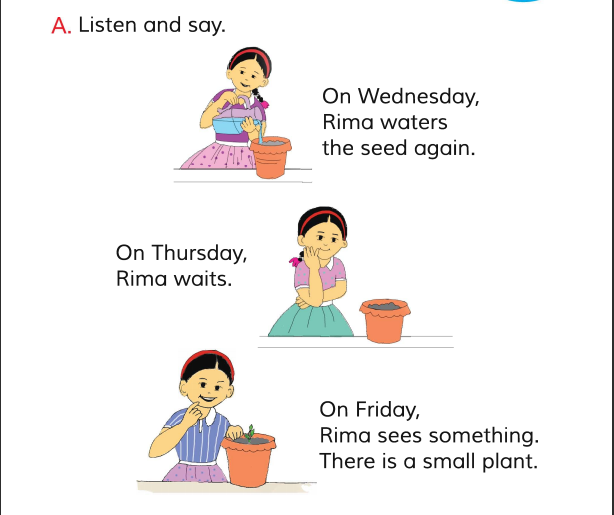 A. Listen and say.
On Wednesday,
Rima waters
the seed again.
On Thursday,
Rima waits.
On Friday,
Rima sees something.
There is a small plant.